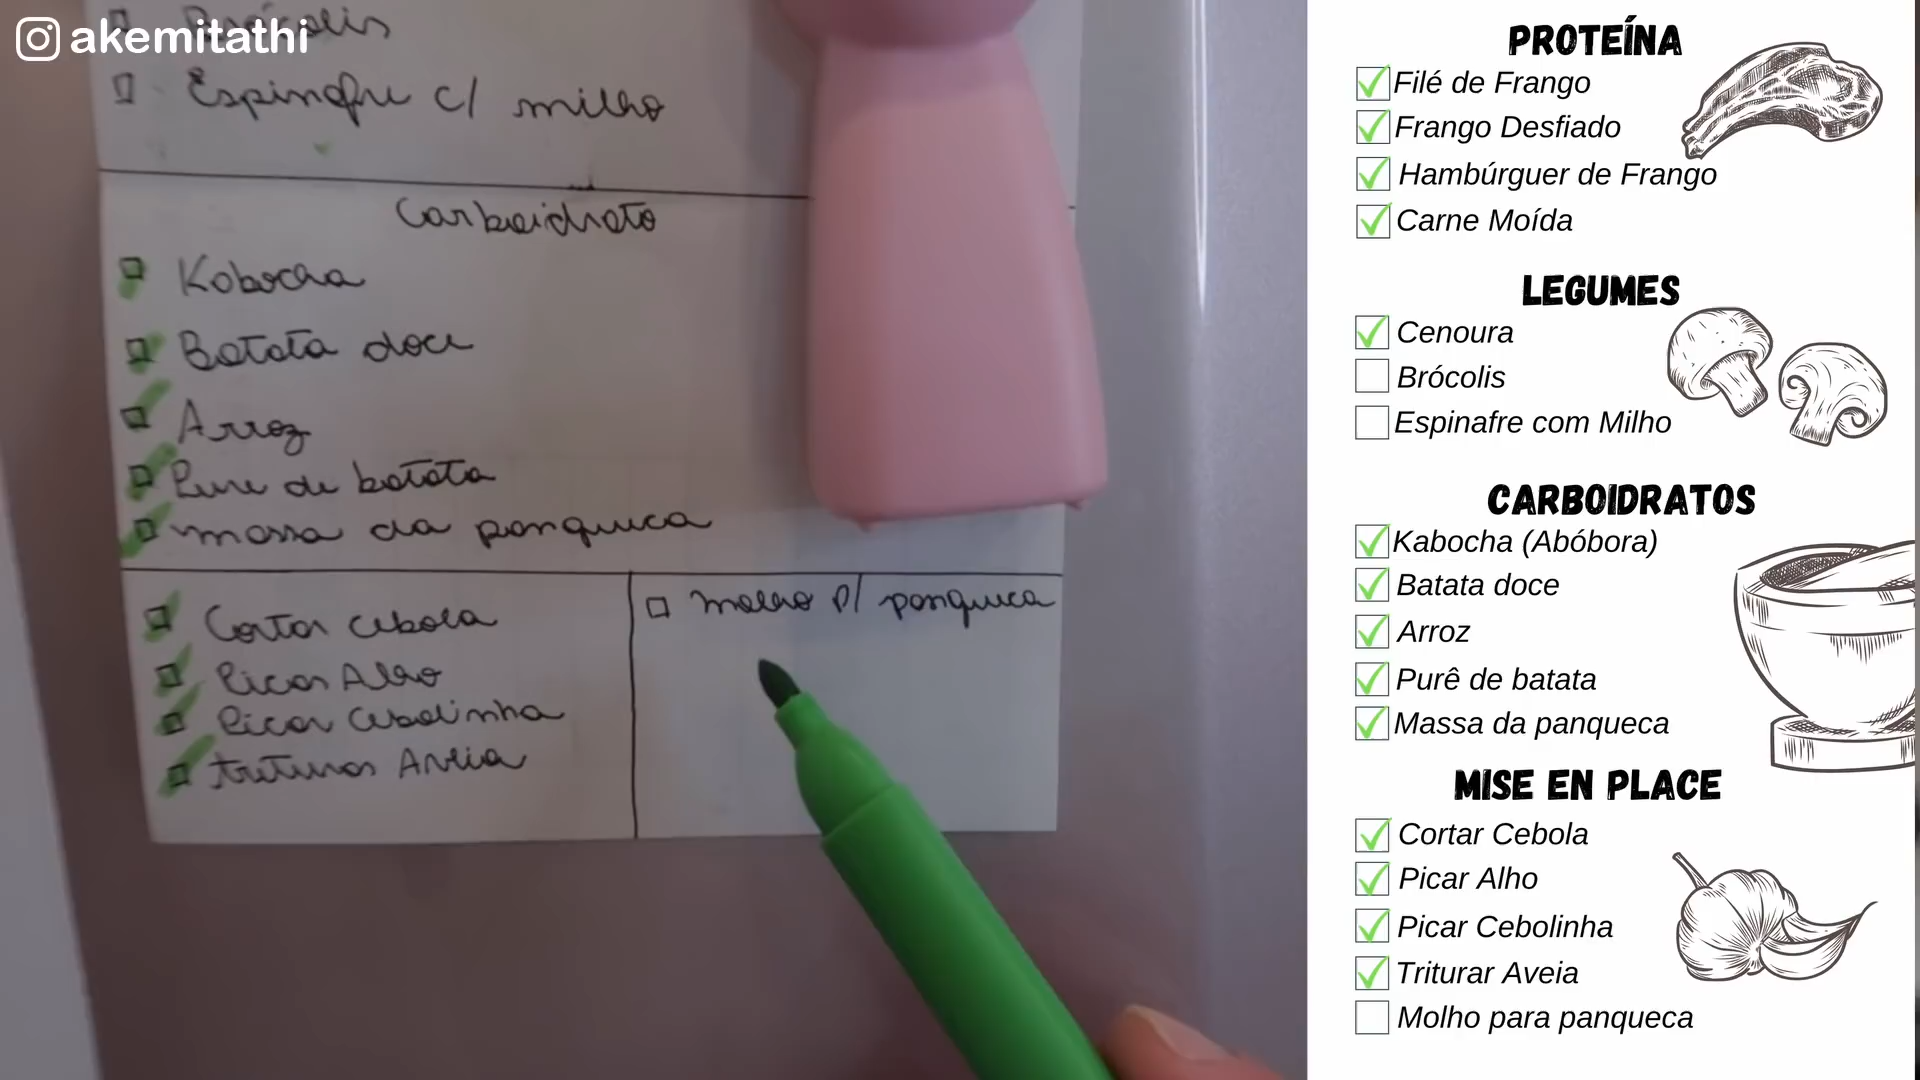 akemitathi
Brócolis
Espinafre c/ milho
Carboidrato
Kabocha
Batata doce
Arroz
Pure de batata
massa da panqueca
Cortar cebola
Picar Alho
Picar Cebolinha
triturar Aveia
molho p/ panqueca
PROTEÍNA
Filé de Frango
Frango Desfiado
Hambúrguer de Frango
Carne Moída
LEGUMES
Cenoura
Brócolis
Espinafre com Milho
CARBOIDRATOS
Kabocha (Abóbora)
Batata doce
Arroz
Purê de batata
Massa da panqueca
MISE EN PLACE
Cortar Cebola
Picar Alho
Picar Cebolinha
Triturar Aveia
Molho para panqueca